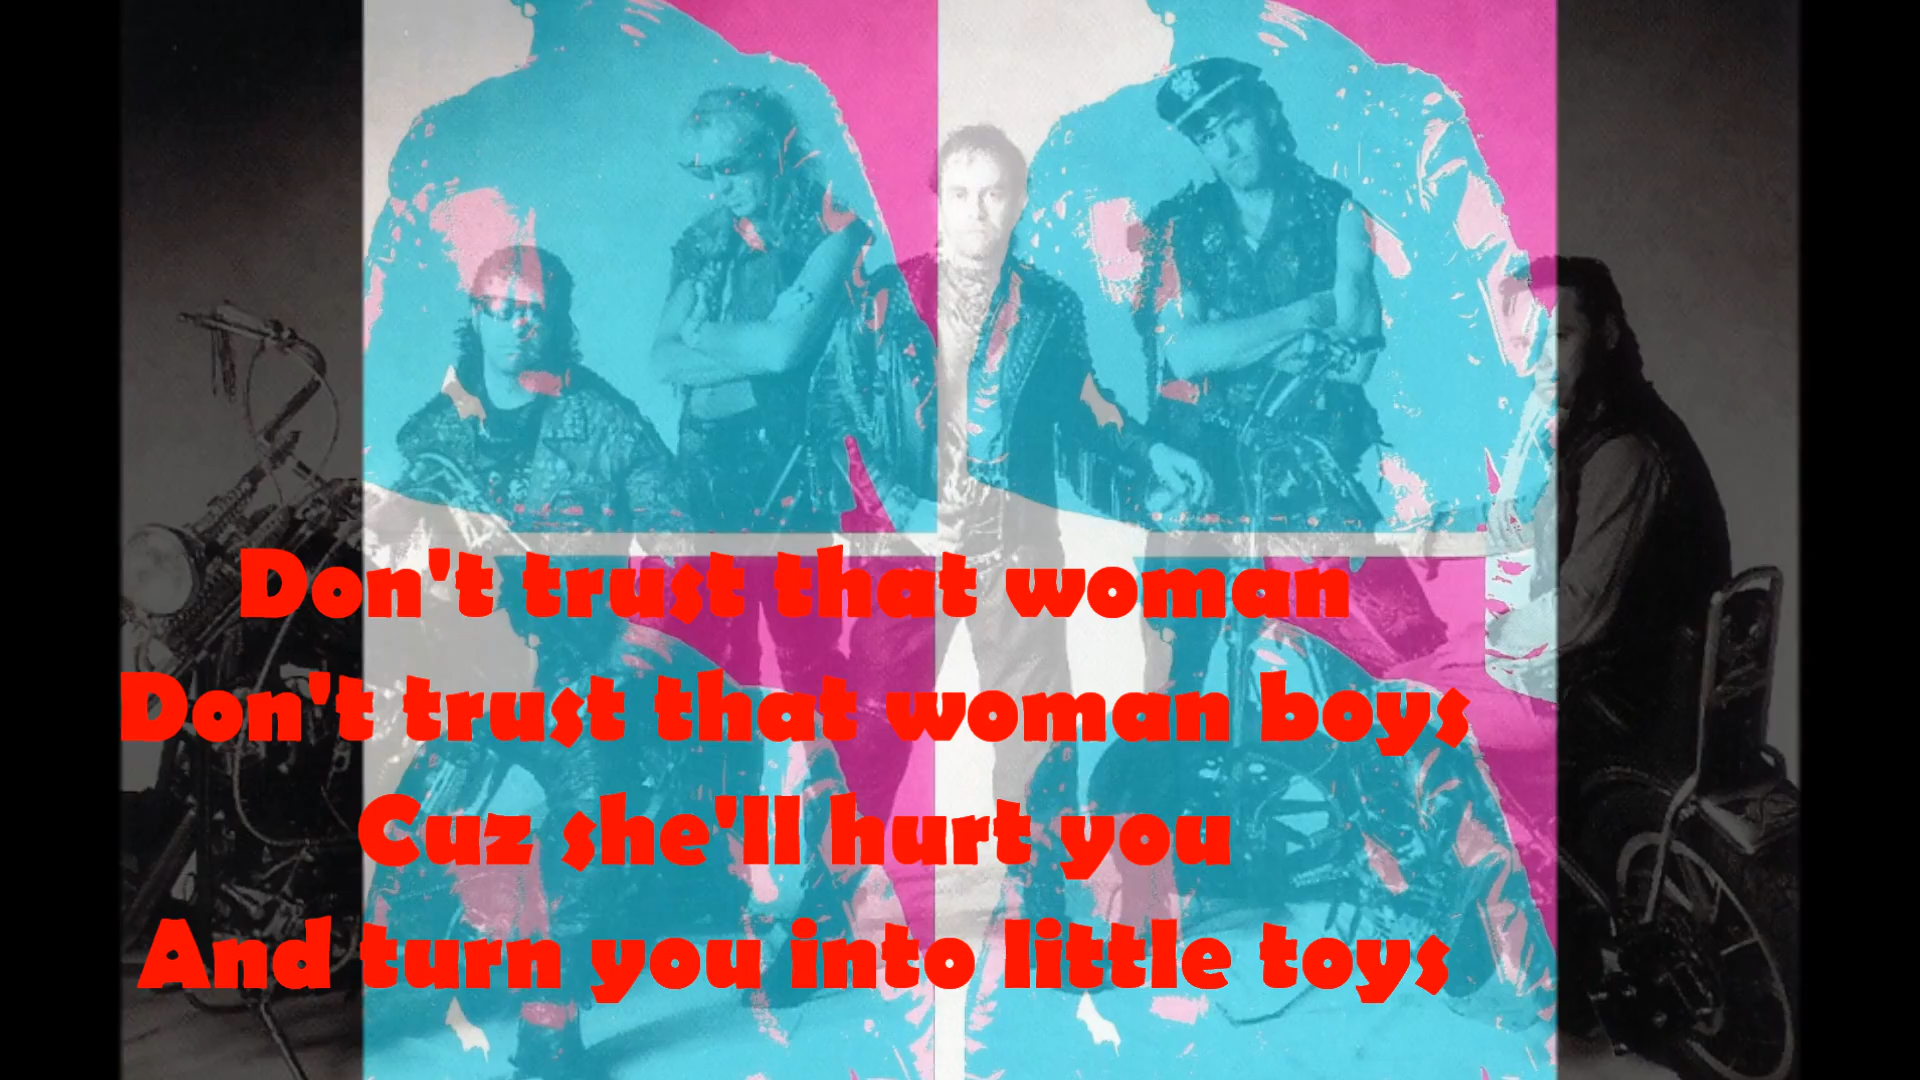 Don't trust that woman
Don't trust that woman boys
Cuz she'll hurt you
And turn you into little toys